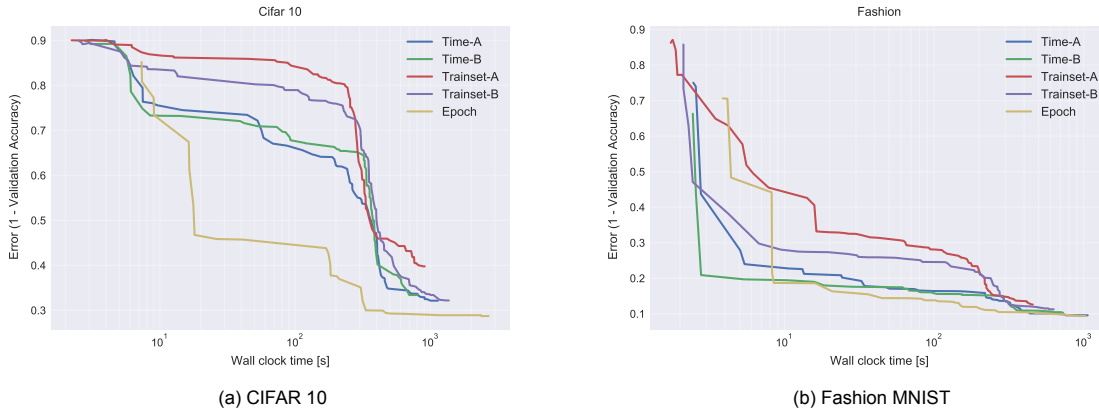 Cifar 10
Error (1 - Validation Accuracy)
0.9
0.8
0.7
0.6
0.5
0.4
0.3
Time-A
Time-B
Trainset-A
Trainset-B
Epoch
10¹
10²
10³
Wall clock time [s]
(a) CIFAR 10
Fashion
Error (1 - Validation Accuracy)
0.9
0.8
0.7
0.6
0.5
0.4
0.3
0.2
0.1
Time-A
Time-B
Trainset-A
Trainset-B
Epoch
10¹
10²
10³
Wall clock time [s]
(b) Fashion MNIST